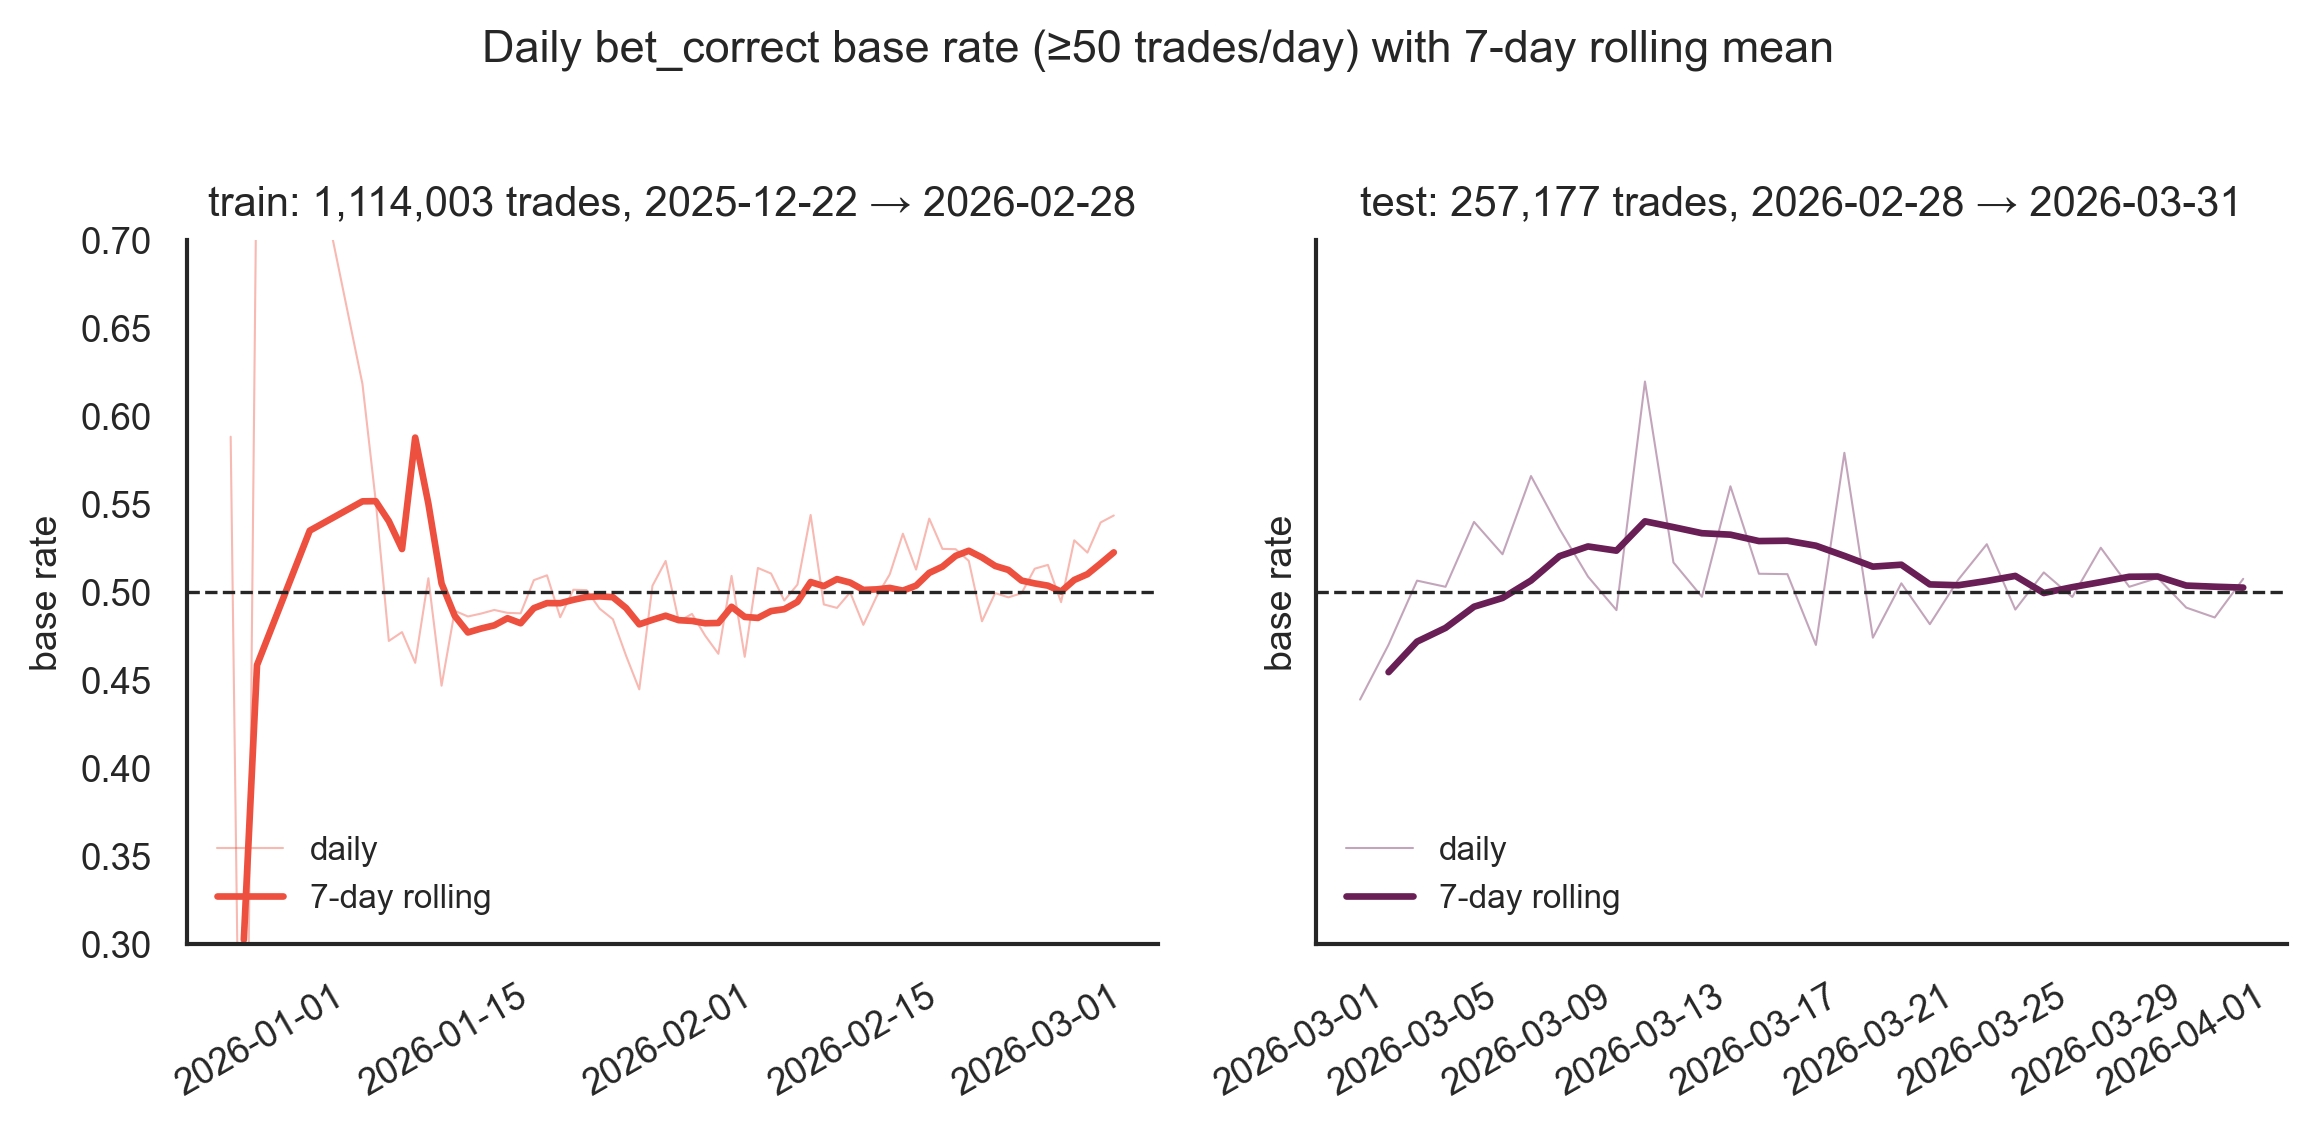 Daily bet_correct base rate (≥50 trades/day) with 7-day rolling mean
train: 1,114,003 trades, 2025-12-22 → 2026-02-28
0.70
0.65
0.60
0.55
0.50
0.45
0.40
0.35
0.30
base rate
daily
7-day rolling
2026-01-01
2026-01-15
2026-02-01
2026-02-15
2026-03-01
test: 257,177 trades, 2026-02-28 → 2026-03-31
base rate
daily
7-day rolling
2026-03-01
2026-03-05
2026-03-09
2026-03-13
2026-03-17
2026-03-21
2026-03-25
2026-03-29
2026-04-01